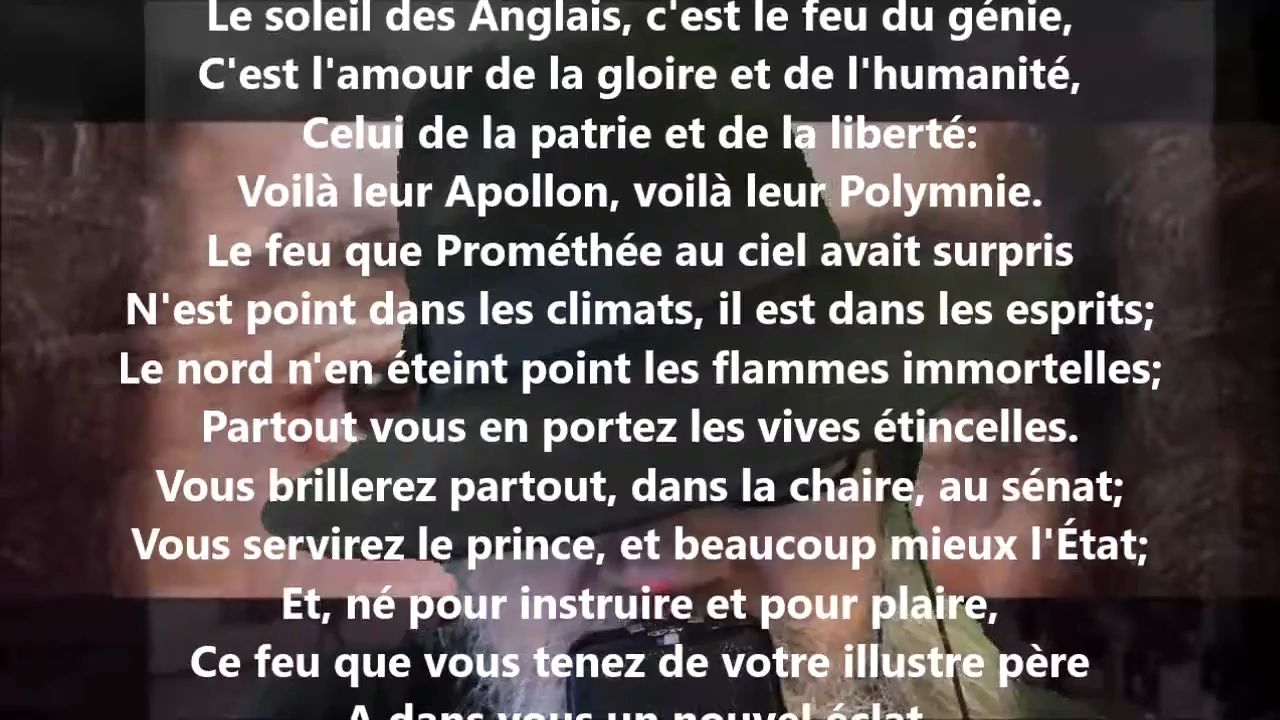 Le soleil des Anglais, c'est le feu du génie,
C'est l'amour de la gloire et de l'humanité,
Celui de la patrie et de la liberté:
Voilà leur Apollon, voilà leur Polymnie.
Le feu que Prométhée au ciel avait surpris
N'est point dans les climats, il est dans les esprits;
Le nord n'en éteint point les flammes immortelles;
Partout vous en portez les vives étincelles.
Vous brillerez partout, dans la chaire, au sénat;
Vous servirez le prince, et beaucoup mieux l'État;
Et, né pour instruire et pour plaire,
Ce feu que vous tenez de votre illustre père
A dans vous un nouvel éclat